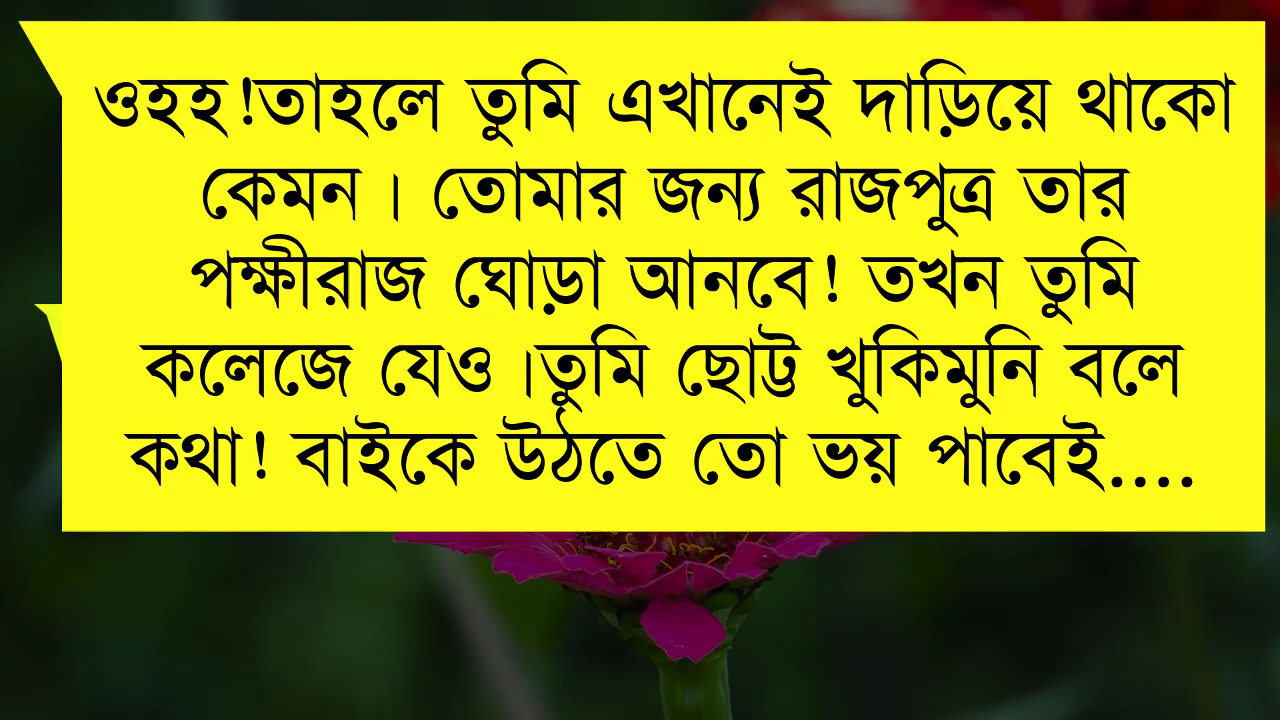 ওহহ!তাহলে তুমি এখানেই দাড়িয়ে থাকো
কেমন । তোমার জন্য রাজপুত্র তার
পক্ষীরাজ ঘোড়া আনবে! তখন তুমি
কলেজে যেও ।তুমি ছোট্ট খুকিমুনি বলে
কথা! বাইকে উঠতে তো ভয় পাবেই....